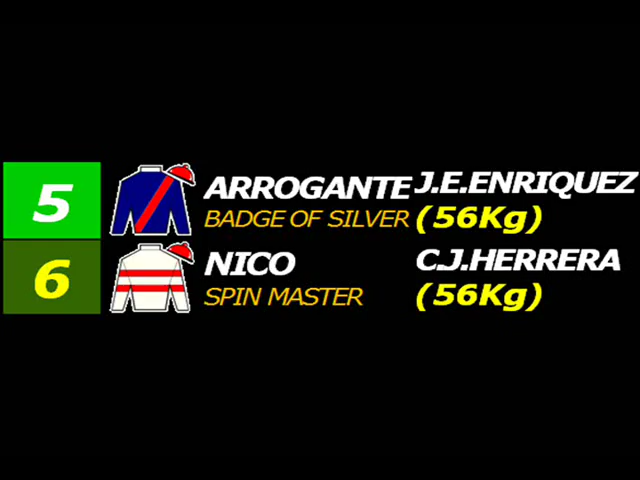 5 ARROGANTE J.E.ENRIQUEZ
BADGE OF SILVER (56Kg)
6 NICO C.J.HERRERA
SPIN MASTER (56Kg)